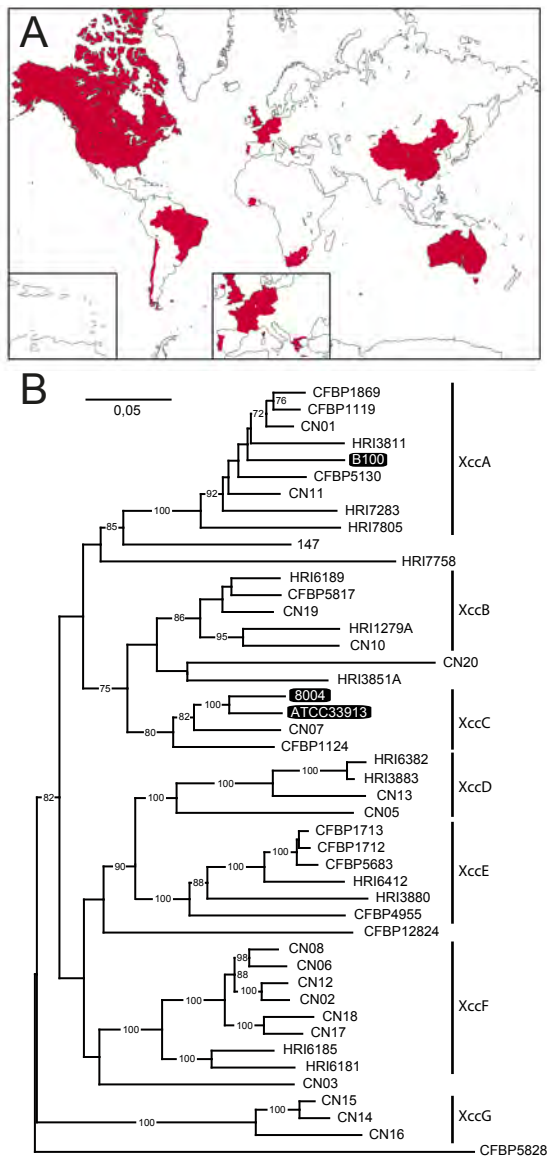 A
B
0,05
CFBP1869
76
CFBP1119
72
CN01
HRI3811
B100
XccA
CFBP5130
92
CN11
100
HRI7283
85
HRI7805
147
HRI7758
HRI6189
CFBP5817
86
CN19
XccB
95
HRI1279A
CN10
CN20
75
HRI3851A
8004
100
ATCC33913
82
CN07
XccC
80
CFBP1124
HRI6382
100
HRI3883
100
CN13
XccD
82
CN05
CFBP1713
100
CFBP1712
90
100
CFBP5683
XccE
88
HRI6412
100
HRI3880
CFBP4955
CFBP12824
CN08
98
CN06
88
CN12
100
CN02
XccF
100
CN18
100
CN17
HRI6185
100
HRI6181
CN03
CN15
100
CN14
XccG
100
CN16
CFBP5828